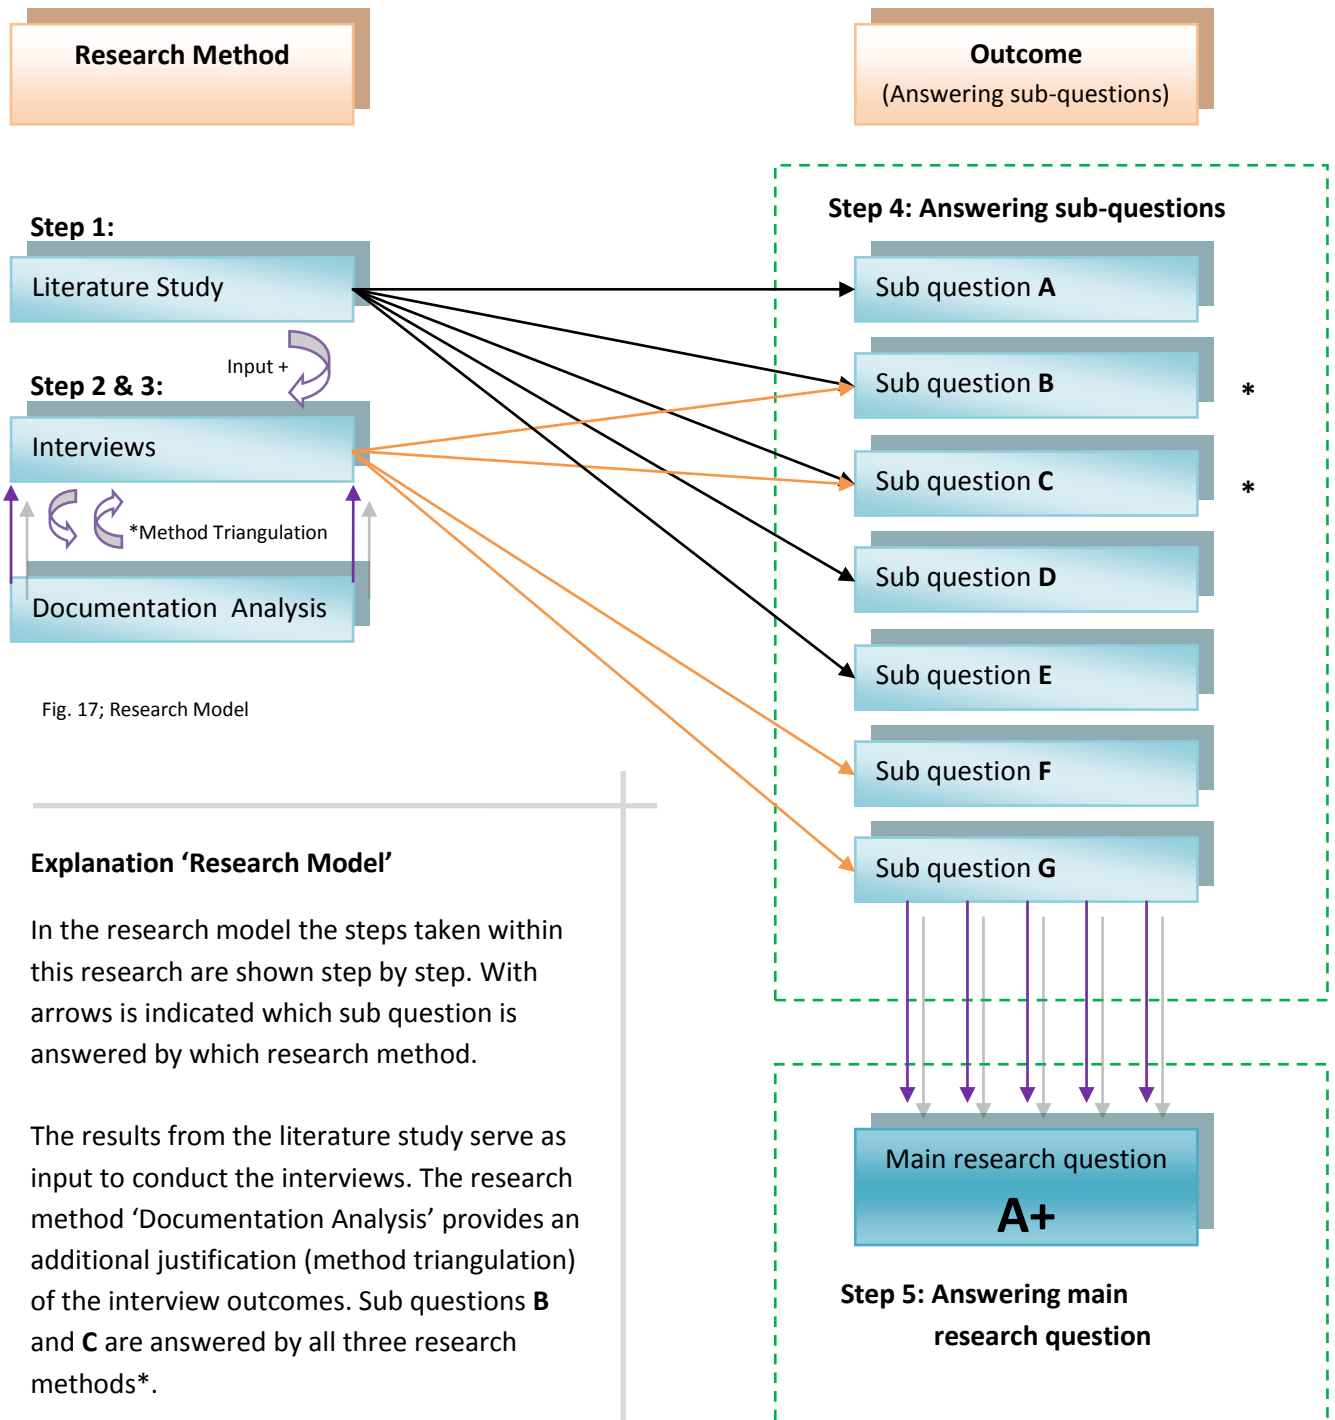 Research Method
Outcome
(Answering sub-questions)
Step 1:
Literature Study
Input +
Step 2 & 3:
Interviews
*Method Triangulation
Documentation Analysis
Fig. 17; Research Model
Step 4: Answering sub-questions
Sub question A
Sub question B
*
Sub question C
*
Sub question D
Sub question E
Sub question F
Sub question G
Main research question
A+
Step 5: Answering main
research question
Explanation ‘Research Model’
In the research model the steps taken within
this research are shown step by step. With
arrows is indicated which sub question is
answered by which research method.
The results from the literature study serve as
input to conduct the interviews. The research
method ‘Documentation Analysis’ provides an
additional justification (method triangulation)
of the interview outcomes. Sub questions B
and C are answered by all three research
methods*.